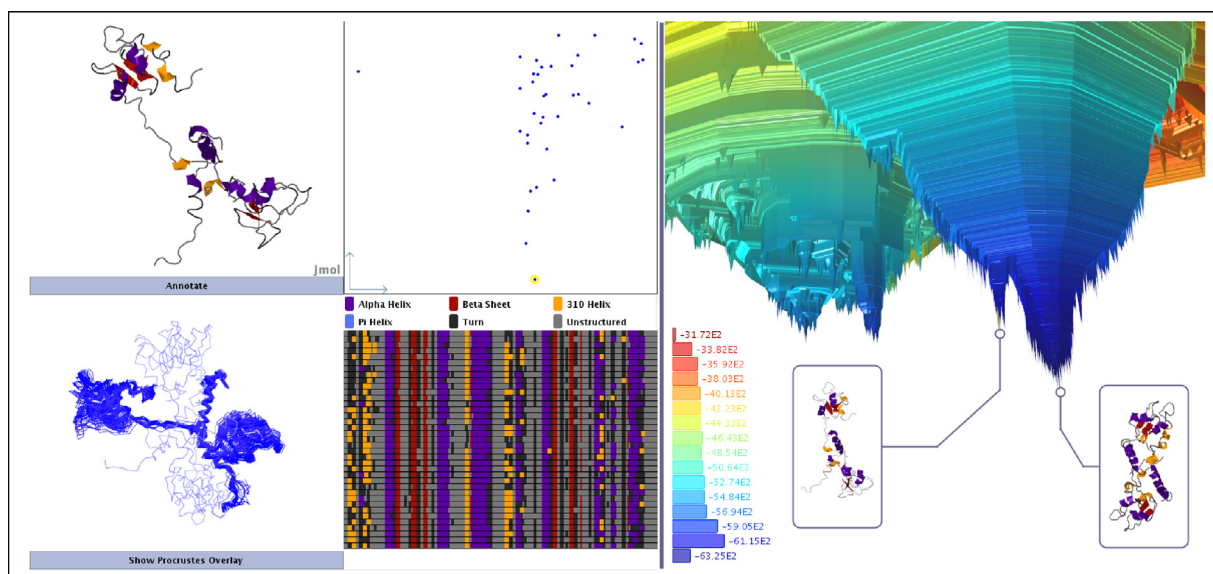 Jmol
Annotate
Alpha Helix Beta Sheet 310 Helix
Pi Helix Turn Unstructured
Show Procrustes Overlay
-31.72E2
-33.82E2
-35.92E2
-38.03E2
-40.13E2
-42.23E2
-44.33E2
-46.43E2
-48.54E2
-50.64E2
-52.74E2
-54.84E2
-56.94E2
-59.05E2
-61.15E2
-63.25E2